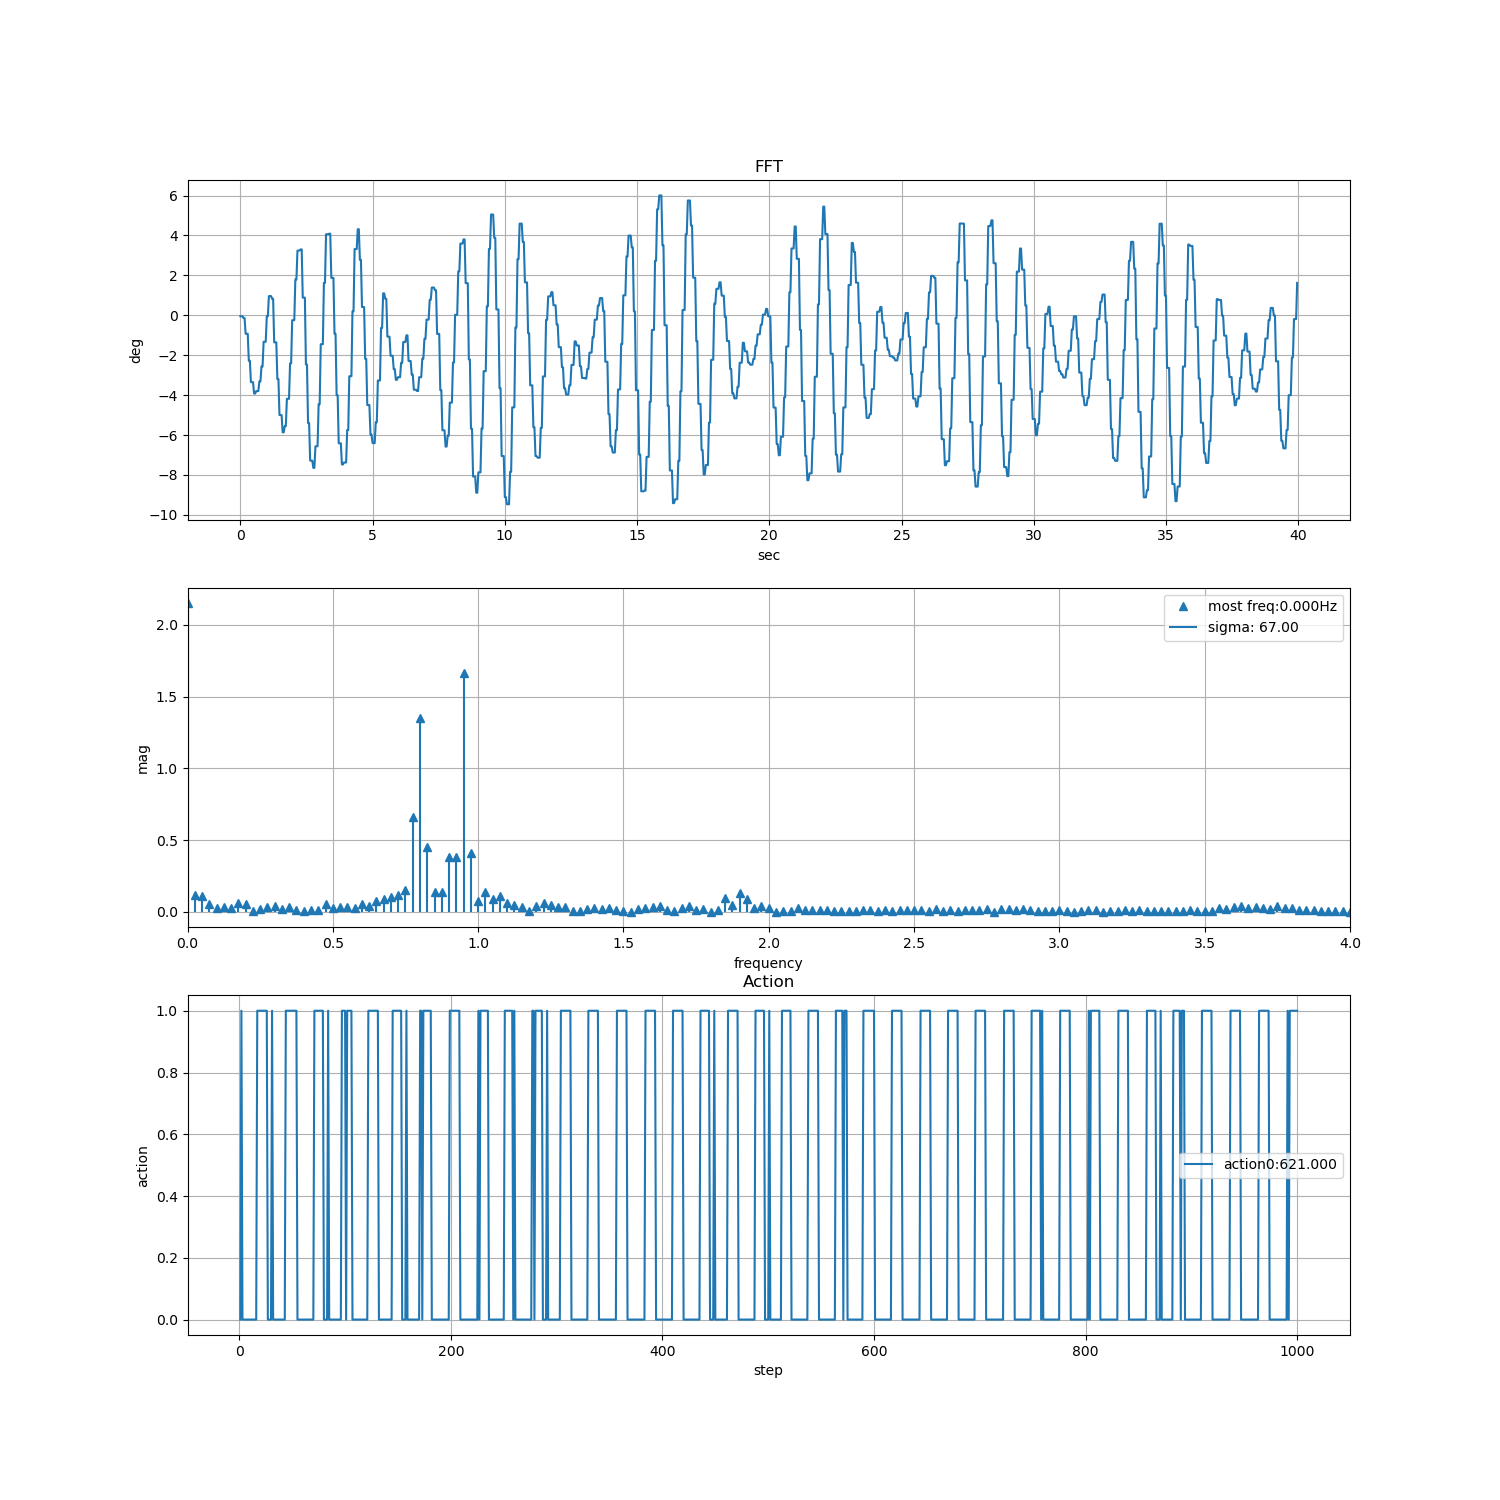 FFT
6
4
2
0
−2
−4
−6
−8
−10
deg
0 5 10 15 20 25 30 35 40
sec
most freq:0.000Hz
sigma: 67.00
2.0
1.5
1.0
0.5
0.0
mag
0.0 0.5 1.0 1.5 2.0 2.5 3.0 3.5 4.0
frequency
Action
1.0
0.8
0.6
0.4
0.2
0.0
action
action0:621.000
0 200 400 600 800 1000
step